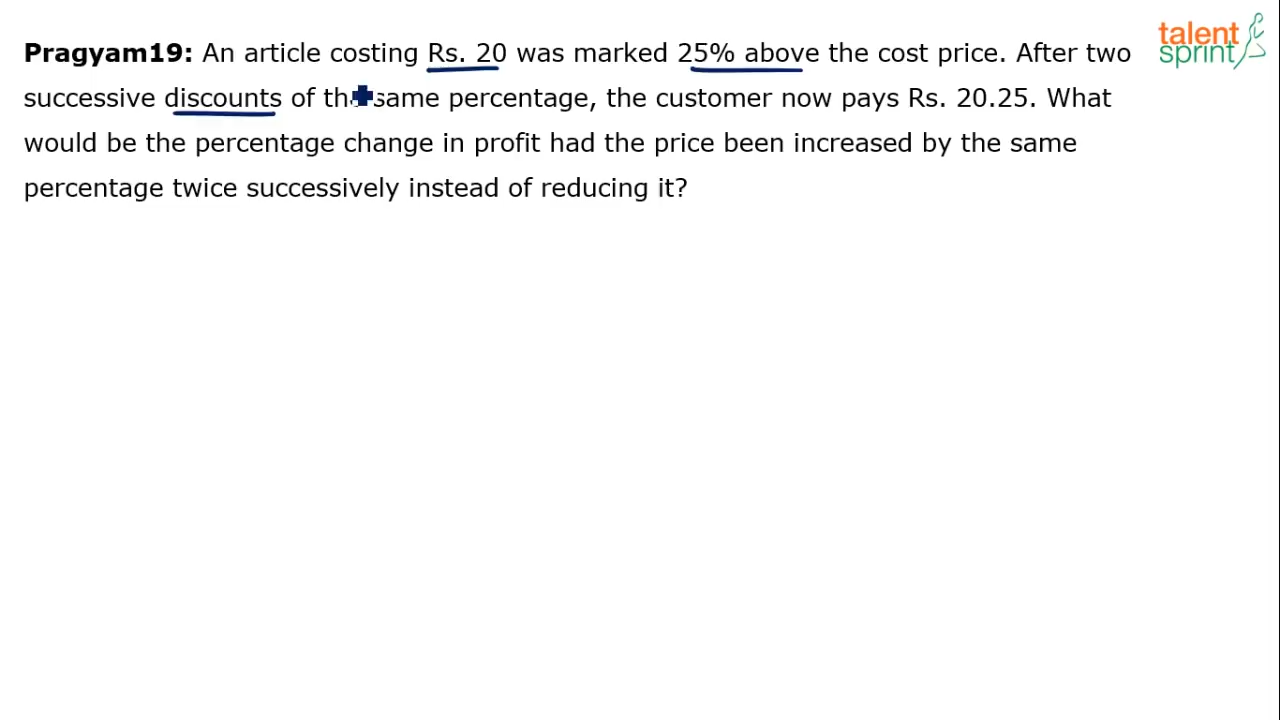 talent
sprint
Pragyam19: An article costing Rs. 20 was marked 25% above the cost price. After two
successive discounts of the same percentage, the customer now pays Rs. 20.25. What
would be the percentage change in profit had the price been increased by the same
percentage twice successively instead of reducing it?